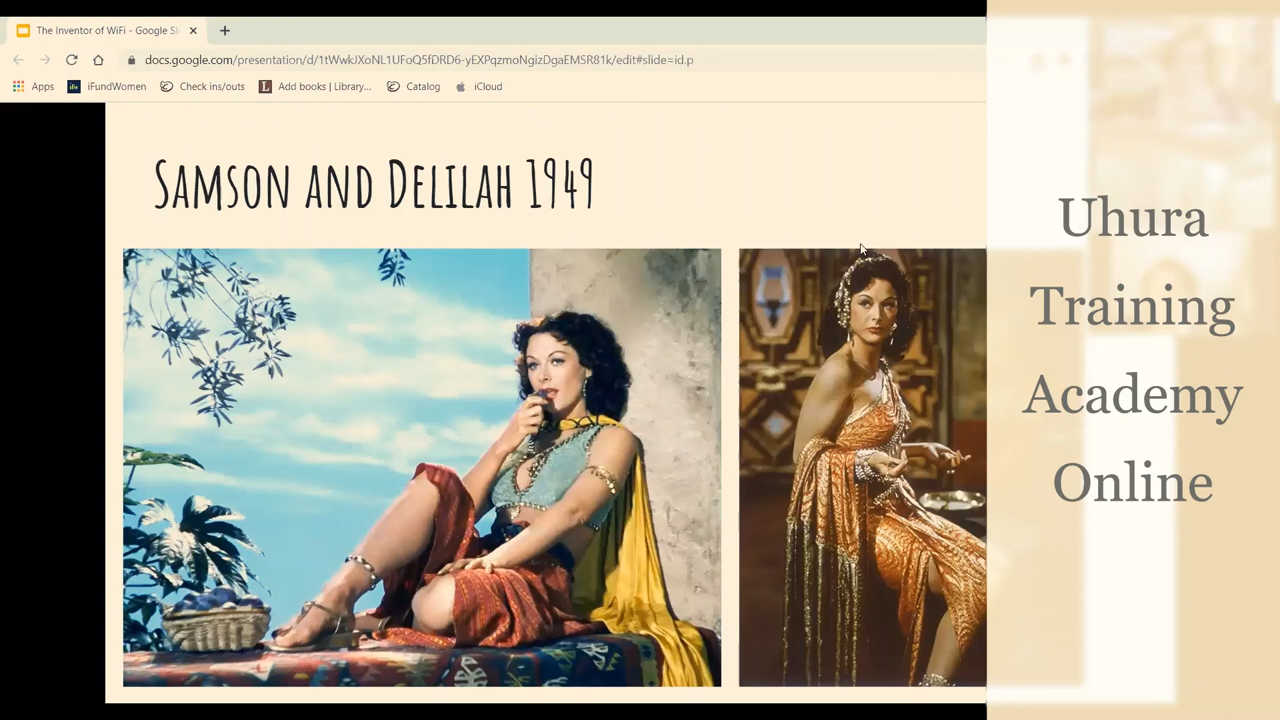 The Inventor of WiFi - Google Sl
docs.google.com/presentation/d/1tWwkJXoNL1UFoQ5fDRD6-yEXPqzmoNgizDgaEMSR81k/edit#slide=id.p
Apps iFundWomen Check ins/outs Add books | Library... Catalog iCloud
Samson and Delilah 1949
Uhura
Training
Academy
Online